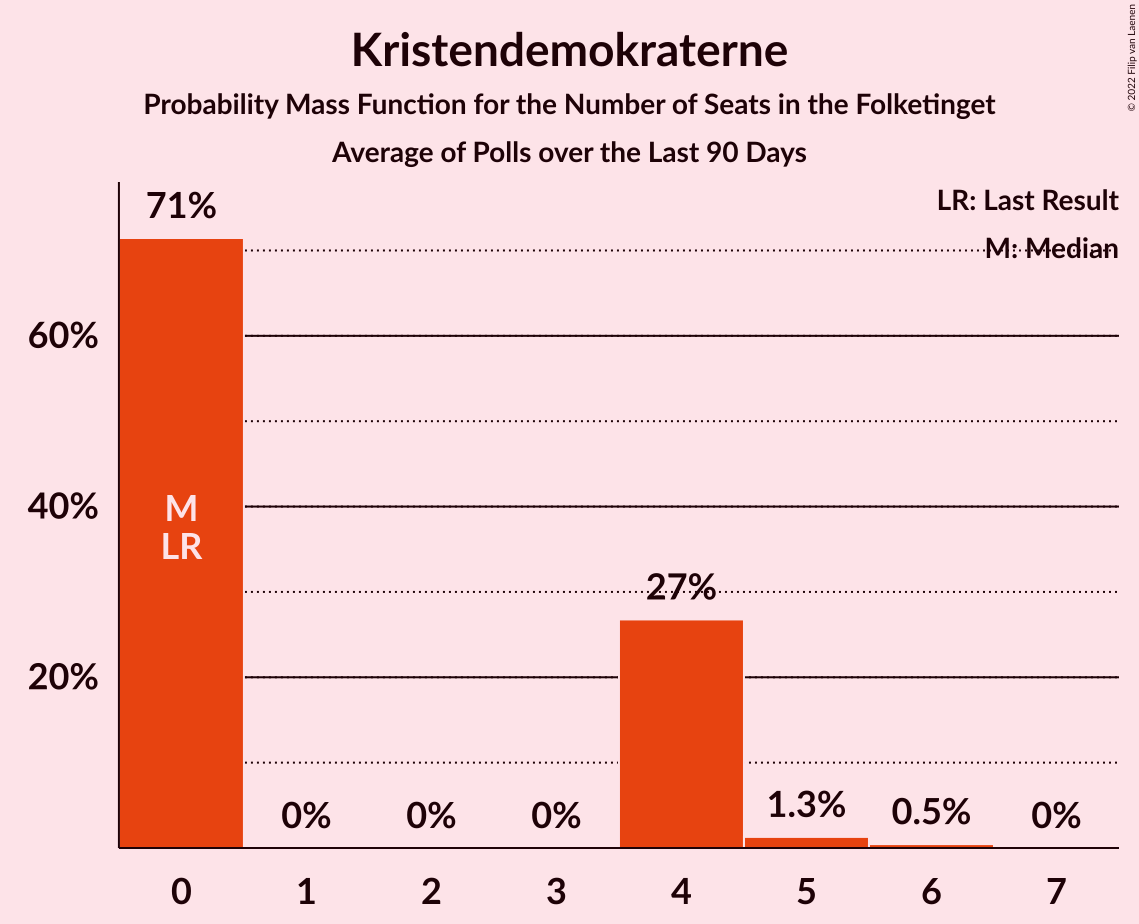 Kristendemokraterne
Probability Mass Function for the Number of Seats in the Folketinget
Average of Polls over the Last 90 Days
© 2022 Filip van Laenen
LR: Last Result
M: Median
71%
60%
40%
20%
M
LR
0%
0%
0%
27%
1.3%
0.5%
0%
0
1
2
3
4
5
6
7